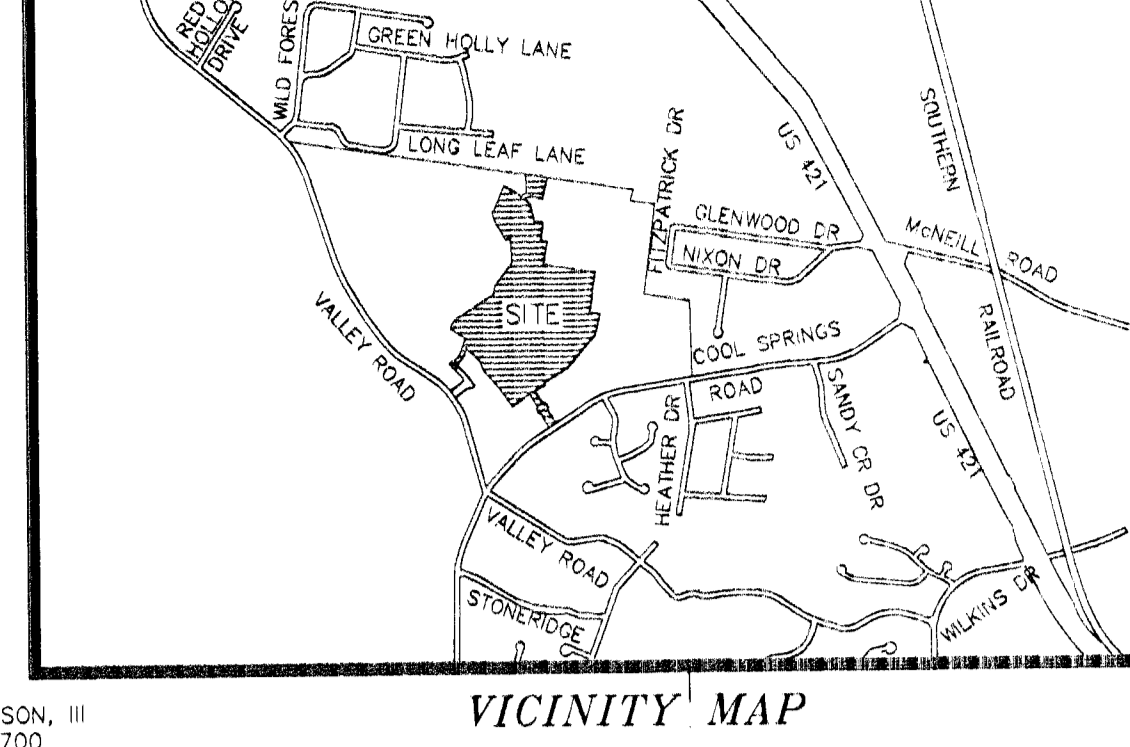 RED
HOLLO
DRIVE
WILD FORES
GREEN HOLLY LANE
LONG LEAF LANE
FITZPATRICK DR
US 421
SOUTHERN
GLENWOOD DR
McNEILL ROAD
NIXON DR
SITE
VALLEY ROAD
COOL SPRINGS
ROAD
RAILROAD
SANDY CR DR
HEATHER DR
US 421
VALLEY ROAD
STONERIDGE
WILKINS DR
VICINITY MAP
SON, III
700